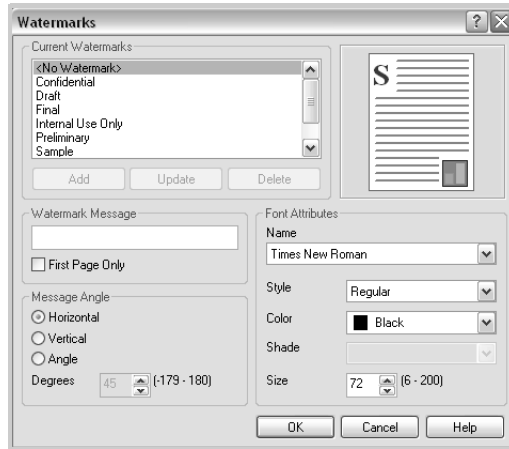 Watermarks
Current Watermarks
<No Watermark>
Confidential
Draft
Final
Internal Use Only
Preliminary
Sample
Add Update Delete
S
Watermark Message
First Page Only
Message Angle
Horizontal
Vertical
Angle
Degrees 45 (-179 - 180)
Font Attributes
Name
Times New Roman
Style Regular
Color Black
Shade
Size 72 (6 - 200)
OK Cancel Help